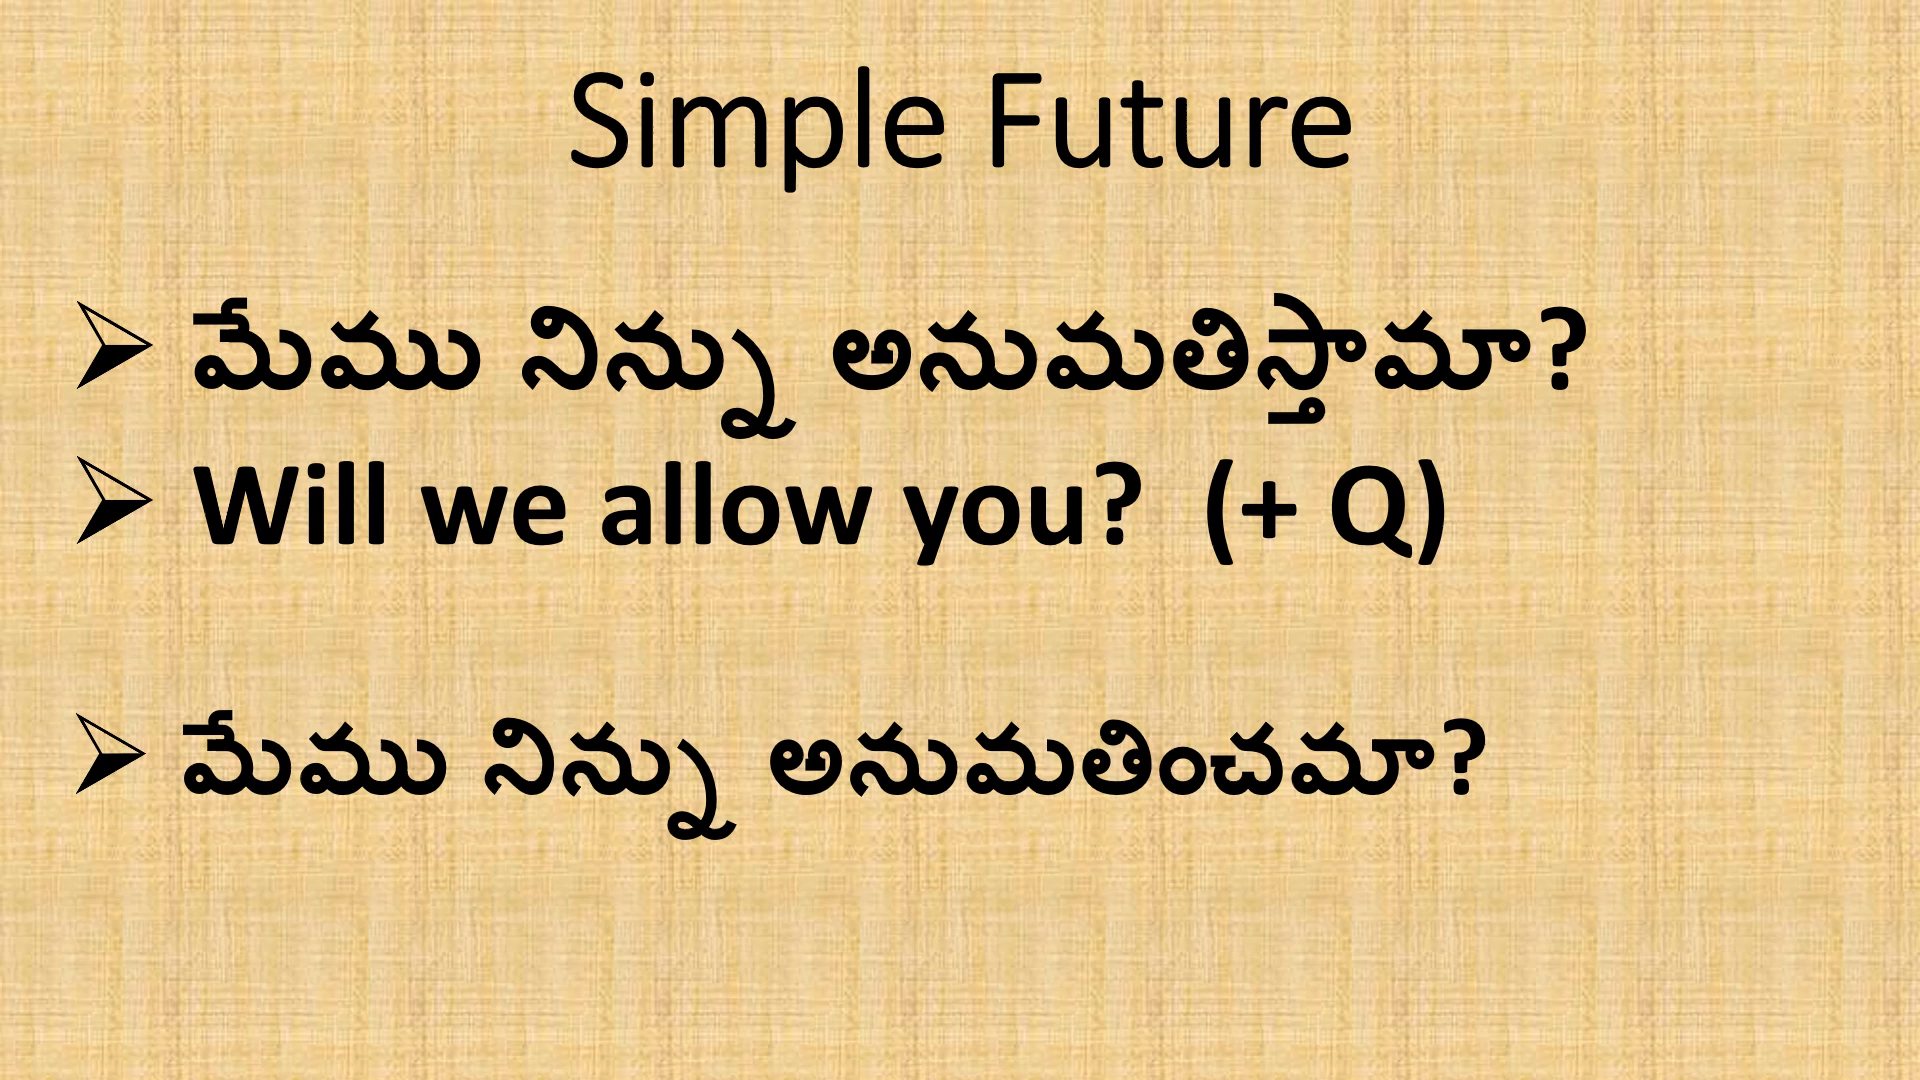 Simple Future
➢ మేము నిన్ను అనుమతిస్తామా?
➢ Will we allow you? (+ Q)
➢ మేము నిన్ను అనుమతించమా?